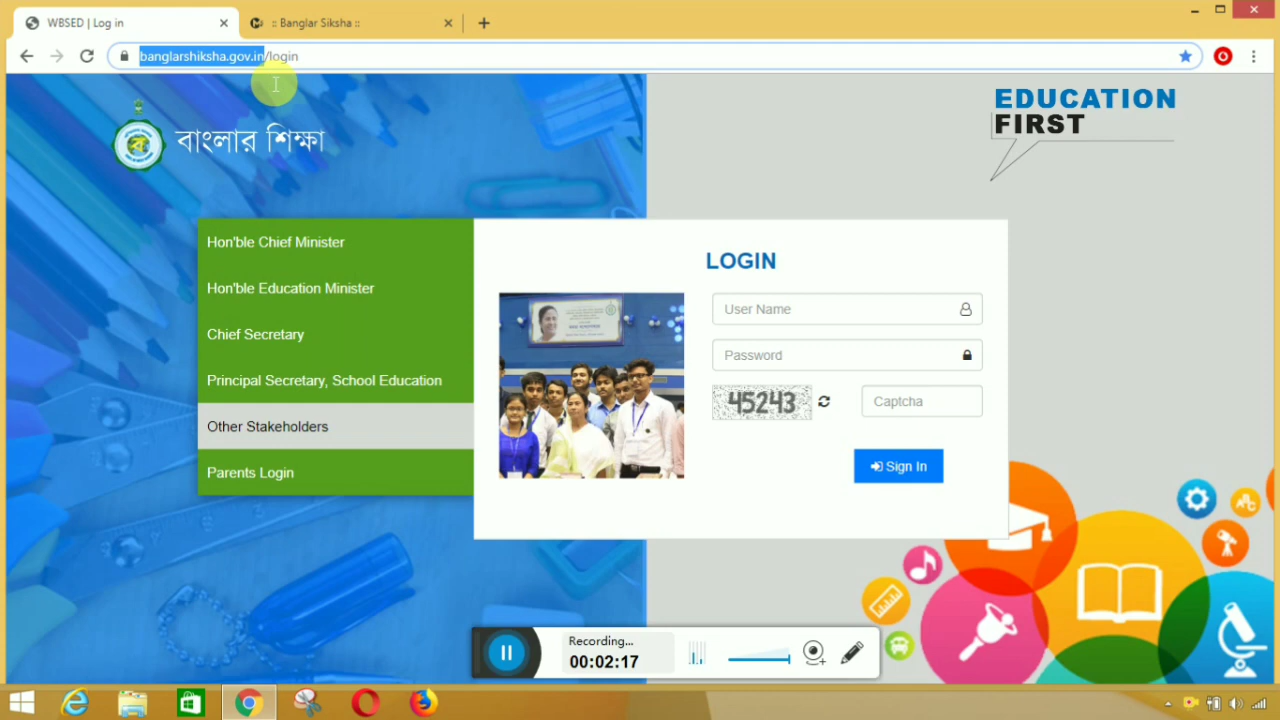 WBSED | Log in
:: Banglar Siksha ::
banglarshiksha.gov.in/login
বাংলার শিক্ষা
EDUCATION
FIRST
Hon'ble Chief Minister
Hon'ble Education Minister
Chief Secretary
Principal Secretary, School Education
Other Stakeholders
Parents Login
LOGIN
User Name
Password
45243
Captcha
Sign In
Recording...
00:02:17